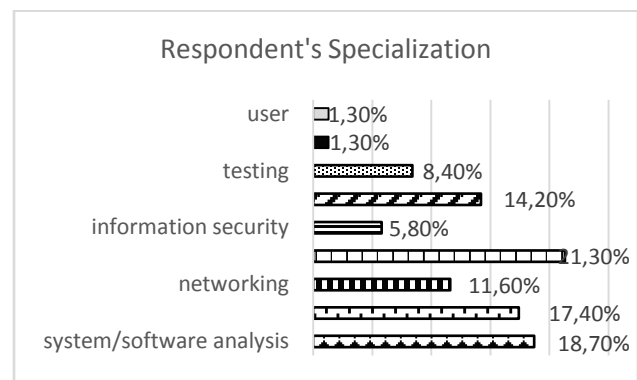 Respondent's Specialization
user
1,30%
1,30%
testing
8,40%
14,20%
information security
5,80%
21,30%
networking
11,60%
17,40%
system/software analysis
18,70%